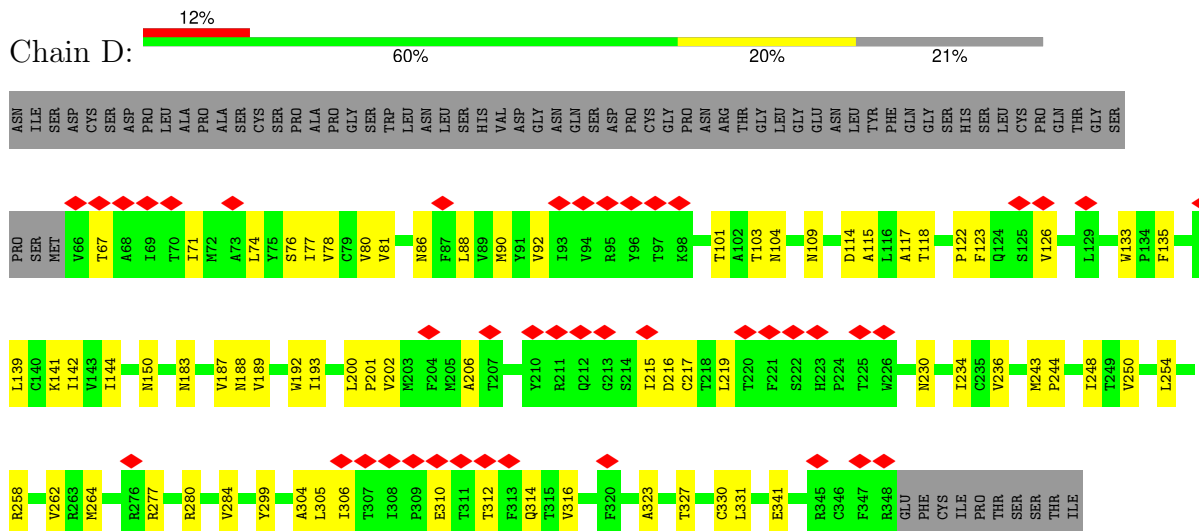 12%
Chain D:
60% 20% 21%
ASN ILE SER ASP CYS SER ASP PRO LEU ALA PRO ALA SER CYS SER PRO ALA PRO GLY SER TRP LEU ASN LEU SER HIS VAL ASP GLY ASN GLN SER ASP PRO CYS GLY PRO ASN ARG THR GLY LEU GLY GLU ASN LEU TYR PHE GLN GLY SER HIS SER LEU CYS PRO GLN THR GLY SER
PRO SER MET V66 T67 A68 I69 T70 I71 M72 A73 L74 Y75 S76 I77 V78 C79 V80 V81 N86 F87 L88 V89 M90 Y91 V92 I93 V94 R95 Y96 T97 K98 T101 A102 T103 N104 N109 D114 A115 L116 A117 T118 P122 F123 Q124 S125 V126 L129 W133 P134 F135
L139 C140 K141 I142 V143 I144 N150 N183 V187 N188 V189 W192 I193 L200 P201 V202 M203 F204 M205 A206 T207 Y210 R211 Q212 G213 S214 I215 D216 C217 T218 L219 T220 F221 S222 H223 P224 T225 W226 N230 I234 C235 V236 M243 P244 I248 T249 V250 L254
R258 V262 R263 M264 R276 R277 R280 V284 Y299 A304 L305 I306 T307 I308 P309 E310 T311 T312 F313 Q314 T315 V316 F320 A323 T327 C330 L331 E341 R345 C346 F347 R348 GLU PHE CYS ILE PRO THR SER SER THR ILE